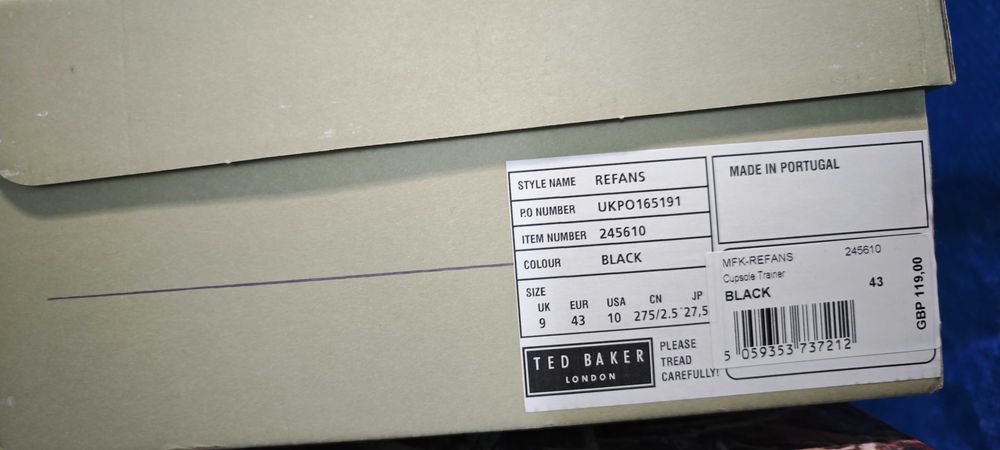 STYLE NAME REFANS
P.O NUMBER UKPO165191
ITEM NUMBER 245610
COLOUR BLACK
SIZE
UK EUR USA CN JP
9 43 10 275/2.5 27,5
TED BAKER
LONDON
PLEASE
TREAD
CAREFULLY!
MADE IN PORTUGAL
MFK-REFANS 245610
Cupsole Trainer
BLACK 43
5 059353 737212
GBP 119,00